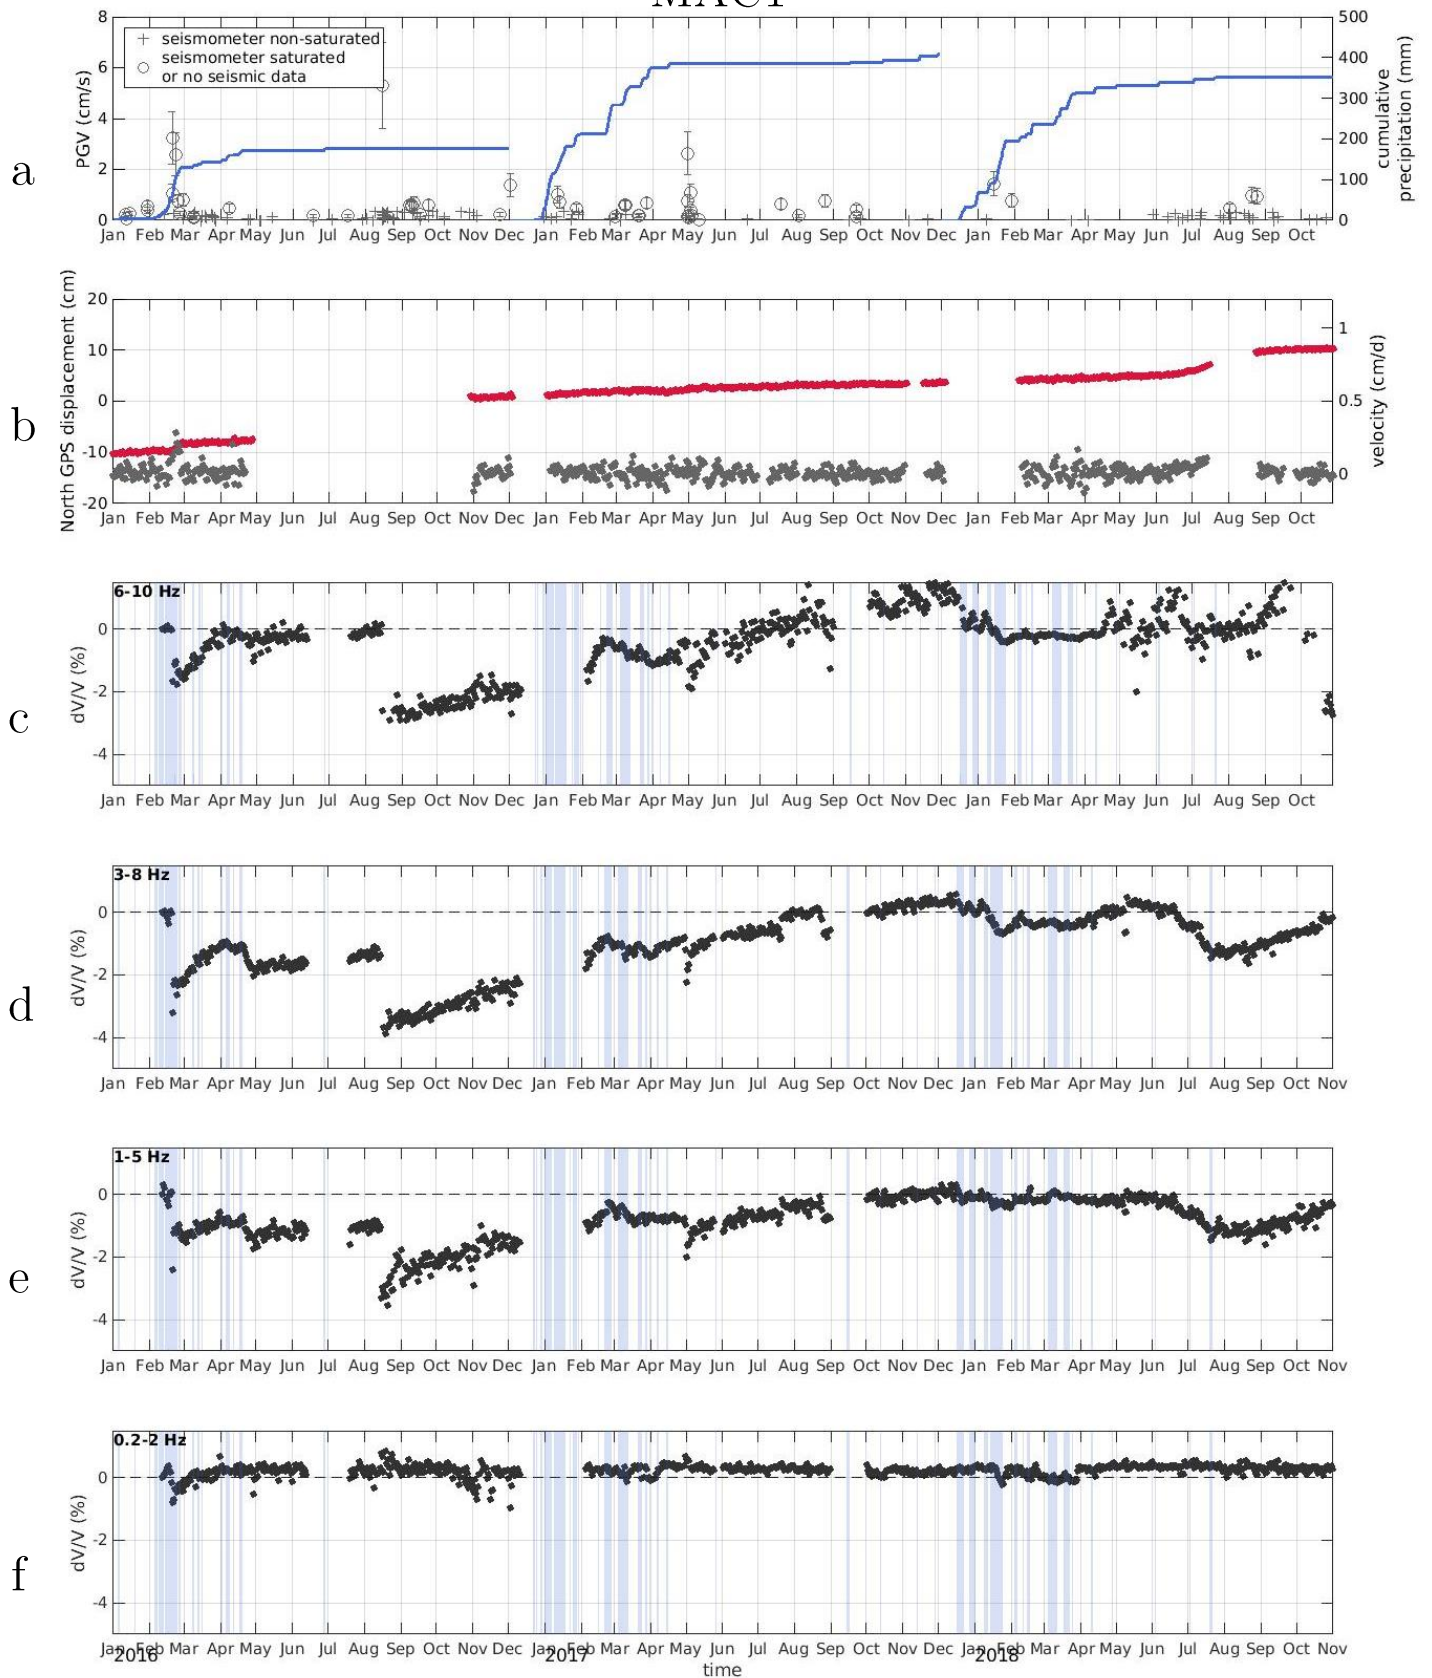 MAC1
a
PGV (cm/s)
8
6
4
2
0
seismometer non-saturated
seismometer saturated
or no seismic data
500
400
300
200
100
0
cumulative
precipitation (mm)
Jan Feb Mar Apr May Jun Jul Aug Sep Oct Nov Dec Jan Feb Mar Apr May Jun Jul Aug Sep Oct Nov Dec Jan Feb Mar Apr May Jun Jul Aug Sep Oct
b
North GPS displacement (cm)
20
10
0
-10
-20
1
0.5
0
velocity (cm/d)
Jan Feb Mar Apr May Jun Jul Aug Sep Oct Nov Dec Jan Feb Mar Apr May Jun Jul Aug Sep Oct Nov Dec Jan Feb Mar Apr May Jun Jul Aug Sep Oct
c
dV/V (%)
6-10 Hz
0
-2
-4
Jan Feb Mar Apr May Jun Jul Aug Sep Oct Nov Dec Jan Feb Mar Apr May Jun Jul Aug Sep Oct Nov Dec Jan Feb Mar Apr May Jun Jul Aug Sep Oct
d
dV/V (%)
3-8 Hz
0
-2
-4
Jan Feb Mar Apr May Jun Jul Aug Sep Oct Nov Dec Jan Feb Mar Apr May Jun Jul Aug Sep Oct Nov Dec Jan Feb Mar Apr May Jun Jul Aug Sep Oct Nov
e
dV/V (%)
1-5 Hz
0
-2
-4
Jan Feb Mar Apr May Jun Jul Aug Sep Oct Nov Dec Jan Feb Mar Apr May Jun Jul Aug Sep Oct Nov Dec Jan Feb Mar Apr May Jun Jul Aug Sep Oct Nov
f
dV/V (%)
0.2-2 Hz
0
-2
-4
Jan Feb Mar Apr May Jun Jul Aug Sep Oct Nov Dec Jan Feb Mar Apr May Jun Jul Aug Sep Oct Nov Dec Jan Feb Mar Apr May Jun Jul Aug Sep Oct Nov
2016 2017 2018
time